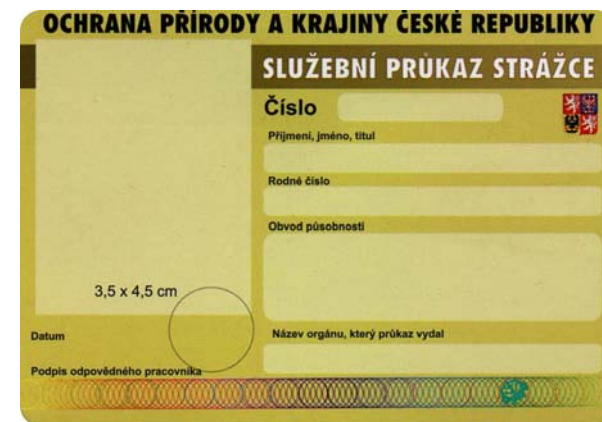 OCHRANA PŘÍRODY A KRAJINY ČESKÉ REPUBLIKY
SLUŽEBNÍ PRŮKAZ STRÁŽCE
Číslo
Příjmení, jméno, titul
Rodné číslo
Obvod působnosti
3,5 x 4,5 cm
Datum
Název orgánu, který průkaz vydal
Podpis odpovědného pracovníka